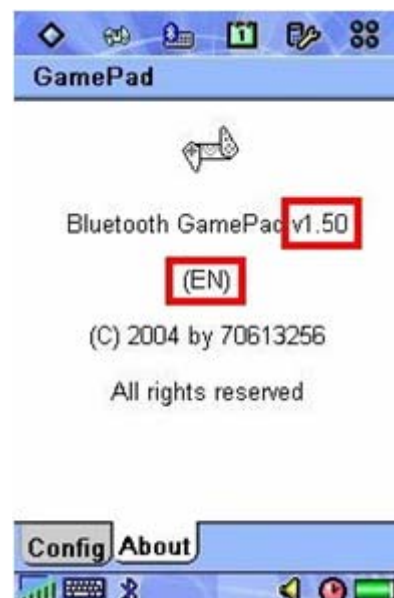 GamePad
Bluetooth GamePad v1.50
(EN)
(C) 2004 by 70613256
All rights reserved
Config About